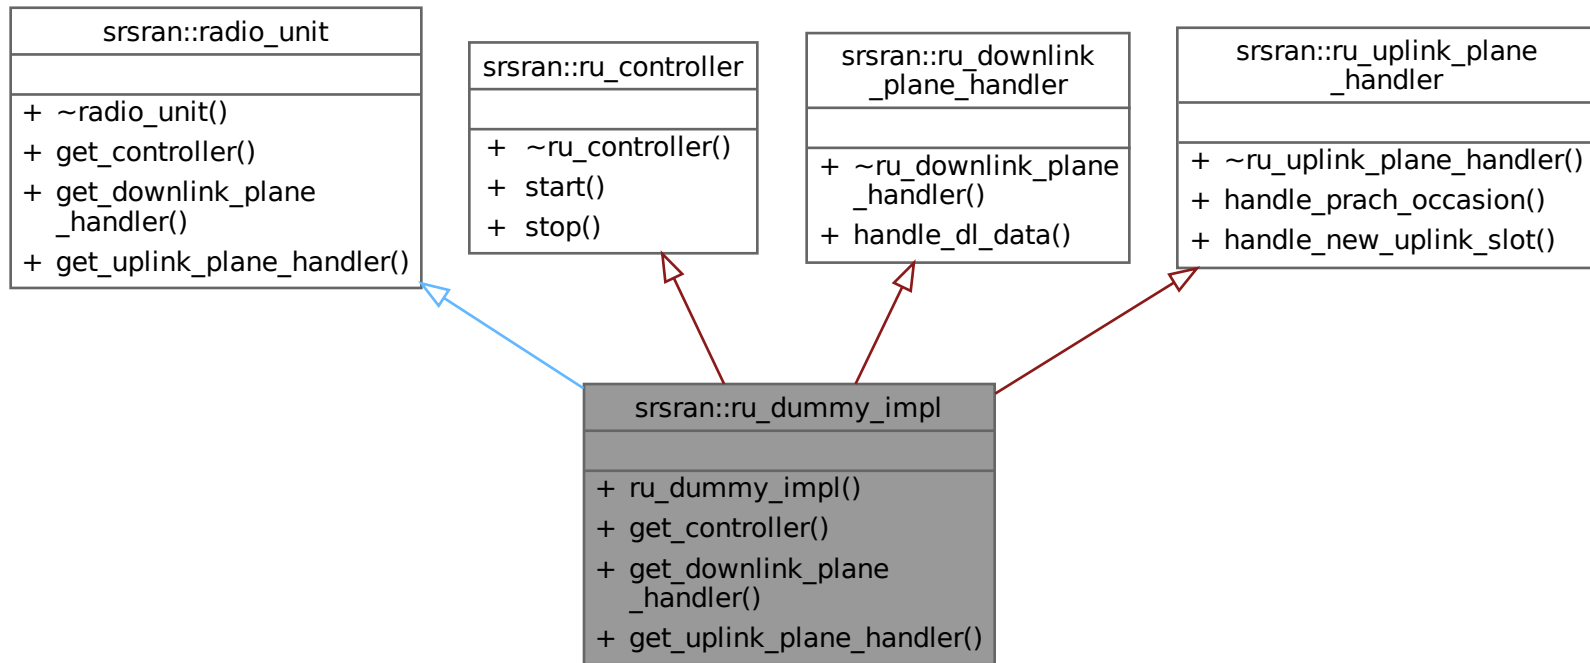 srsran::radio_unit
+ ~radio_unit()
+ get_controller()
+ get_downlink_plane
_handler()
+ get_uplink_plane_handler()
srsran::ru_controller
+ ~ru_controller()
+ start()
+ stop()
srsran::ru_downlink
_plane_handler
+ ~ru_downlink_plane
_handler()
+ handle_dl_data()
srsran::ru_uplink_plane
_handler
+ ~ru_uplink_plane_handler()
+ handle_prach_occasion()
+ handle_new_uplink_slot()
srsran::ru_dummy_impl
+ ru_dummy_impl()
+ get_controller()
+ get_downlink_plane
_handler()
+ get_uplink_plane_handler()